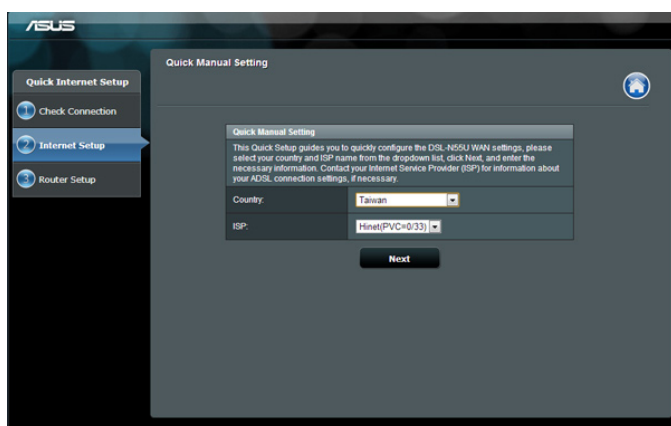 ASUS
Quick Internet Setup
1 Check Connection
2 Internet Setup
3 Router Setup
Quick Manual Setting
Quick Manual Setting
This Quick Setup guides you to quickly configure the DSL-N55U WAN settings, please
select your country and ISP name from the dropdown list, click Next, and enter the
necessary information. Contact your Internet Service Provider (ISP) for information about
your ADSL connection settings, if necessary.
Country: Taiwan
ISP: Hinet(PVC=0/33)
Next